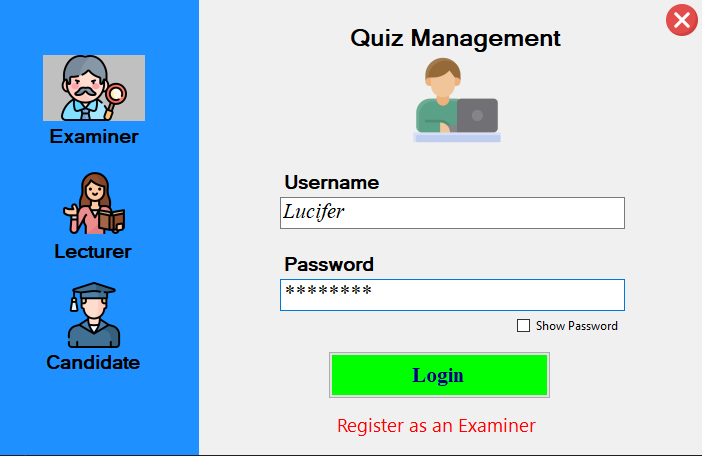 Examiner
Lecturer
Candidate
Quiz Management
Username
Lucifer
Password
********
Show Password
Login
Register as an Examiner